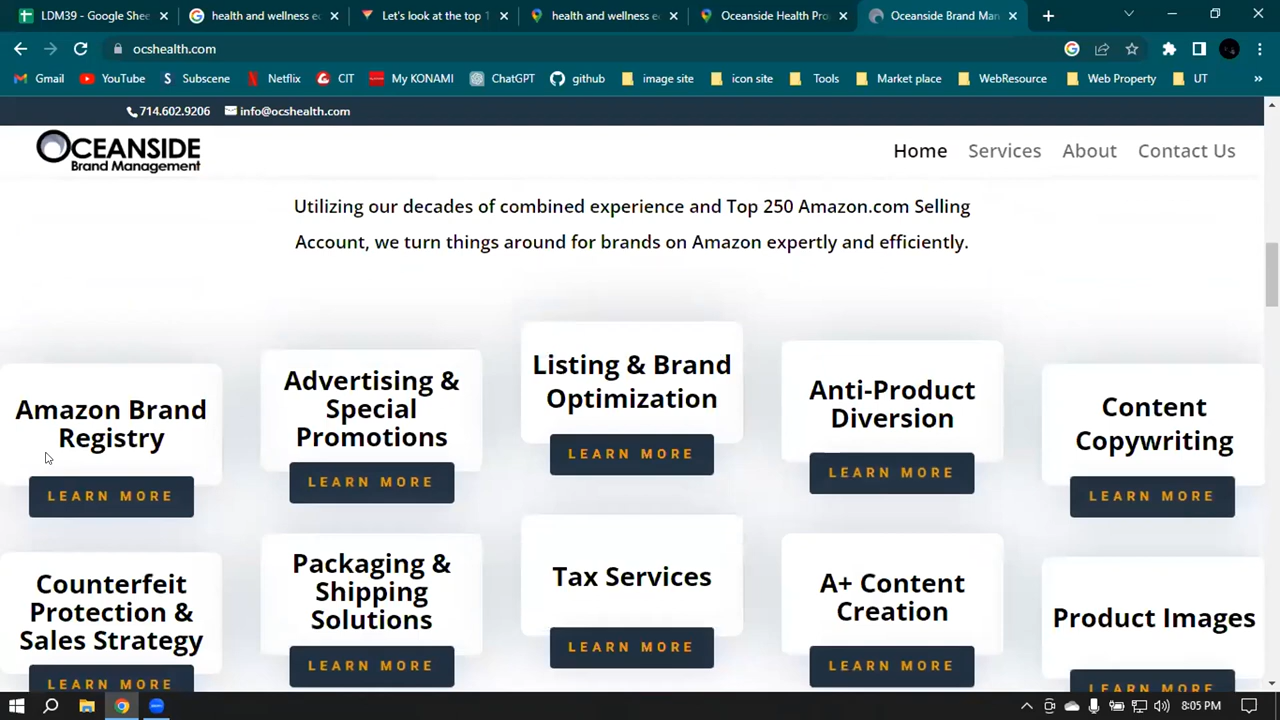 LDM39 - Google Shee
health and wellness ec
Let's look at the top 1
health and wellness ec
Oceanside Health Pro
Oceanside Brand Man
ocshealth.com
Gmail
YouTube
Subscene
Netflix
CIT
My KONAMI
ChatGPT
github
image site
icon site
Tools
Market place
WebResource
Web Property
UT
714.602.9206
info@ocshealth.com
OCEANSIDE
Brand Management
Home
Services
About
Contact Us
Utilizing our decades of combined experience and Top 250 Amazon.com Selling
Account, we turn things around for brands on Amazon expertly and efficiently.
Amazon Brand
Registry
LEARN MORE
Advertising &
Special
Promotions
LEARN MORE
Listing & Brand
Optimization
LEARN MORE
Anti-Product
Diversion
LEARN MORE
Content
Copywriting
LEARN MORE
Counterfeit
Protection &
Sales Strategy
LEARN MORE
Packaging &
Shipping
Solutions
LEARN MORE
Tax Services
LEARN MORE
A+ Content
Creation
LEARN MORE
Product Images
LEARN MORE
8:05 PM